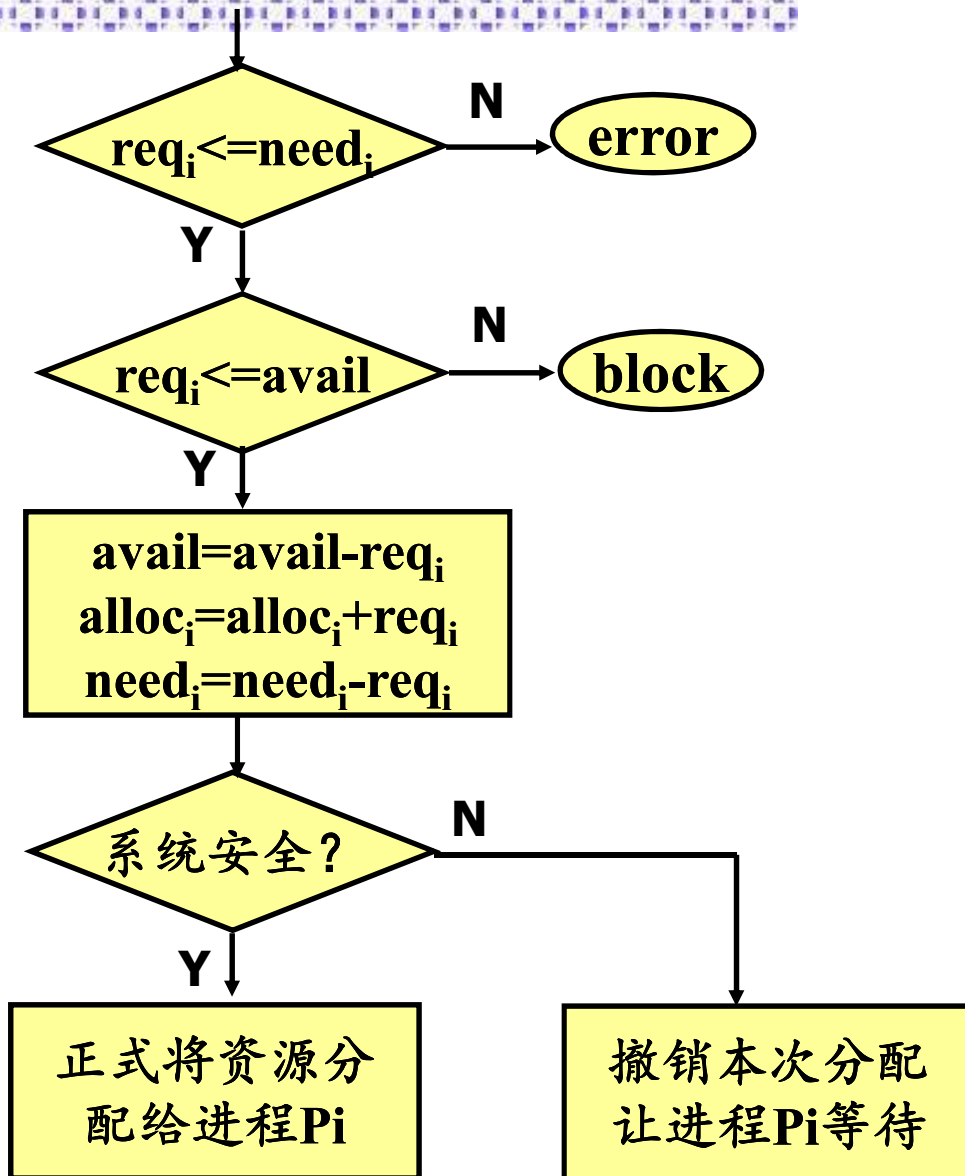 N
reqᵢ<=needᵢ
error
Y
N
reqᵢ<=avail
block
Y
avail=avail-reqᵢ
allocᵢ=allocᵢ+reqᵢ
needᵢ=needᵢ-reqᵢ
系统安全?
N
Y
正式将资源分
配给进程Pi
撤销本次分配
让进程Pi等待